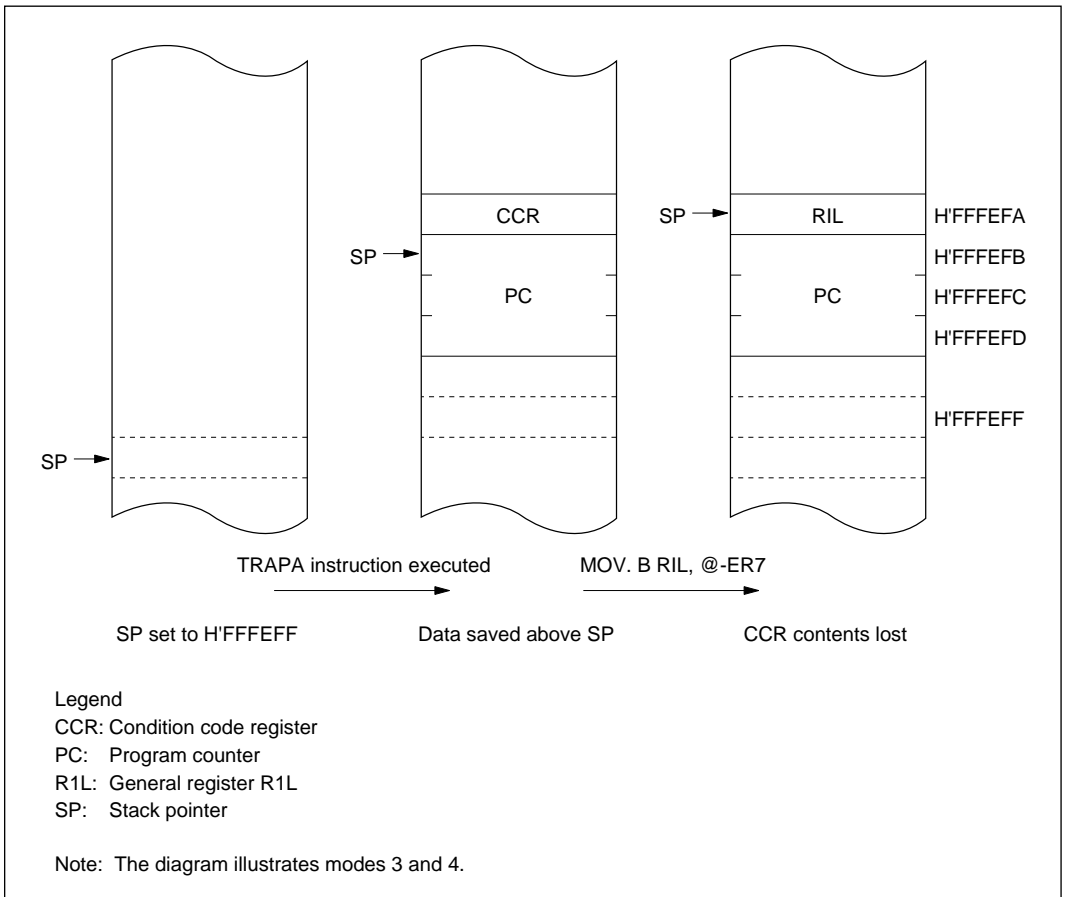 CCR
SP
RIL
H'FFFEFA
SP
H'FFFEFB
PC
PC
H'FFFEFC
H'FFFEFD
H'FFFEFF
SP
TRAPA instruction executed
MOV. B RIL, @-ER7
SP set to H'FFFEFF
Data saved above SP
CCR contents lost
Legend
CCR: Condition code register
PC: Program counter
R1L: General register R1L
SP: Stack pointer
Note: The diagram illustrates modes 3 and 4.